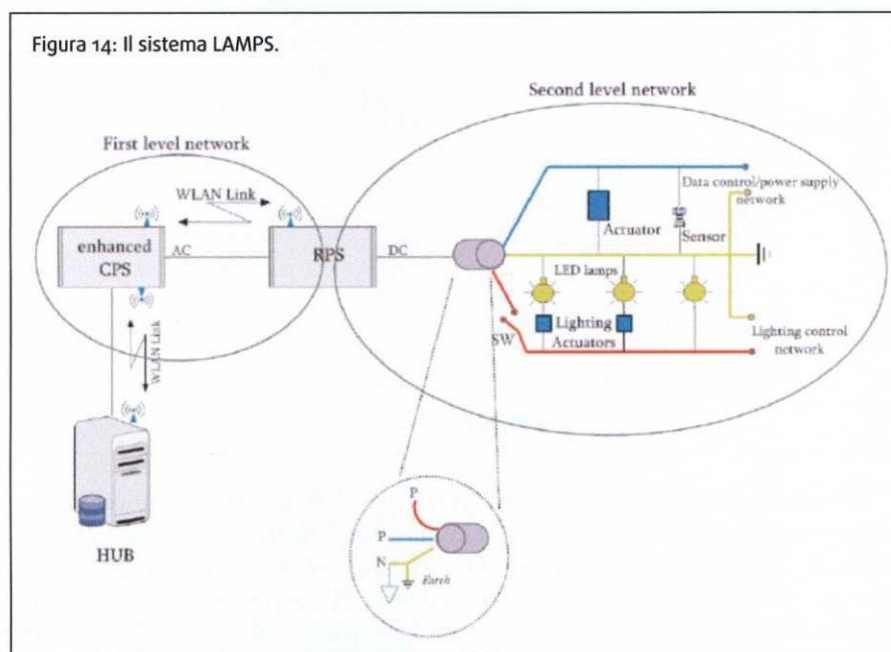 Figura 14: Il sistema LAMPS.
Second level network
First level network
WLAN Link
Data control/power supply
network
enhanced
CPS
AC
RPS
DC
Actuator
Sensor
LED lamps
Lighting
Actuators
SW
Lighting control
network
WLAN Link
HUB
P
P
N
Earth